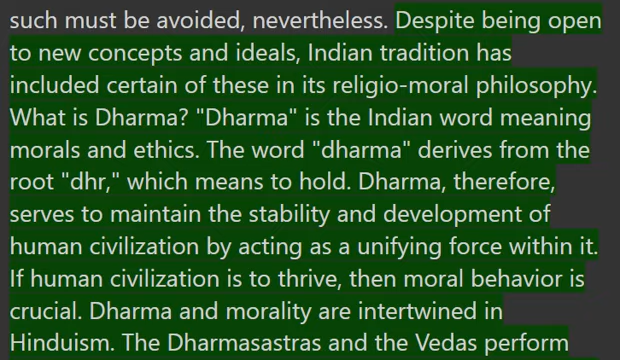 such must be avoided, nevertheless. Despite being open
to new concepts and ideals, Indian tradition has
included certain of these in its religio-moral philosophy.
What is Dharma? "Dharma" is the Indian word meaning
morals and ethics. The word "dharma" derives from the
root "dhr," which means to hold. Dharma, therefore,
serves to maintain the stability and development of
human civilization by acting as a unifying force within it.
If human civilization is to thrive, then moral behavior is
crucial. Dharma and morality are intertwined in
Hinduism. The Dharmasastras and the Vedas perform